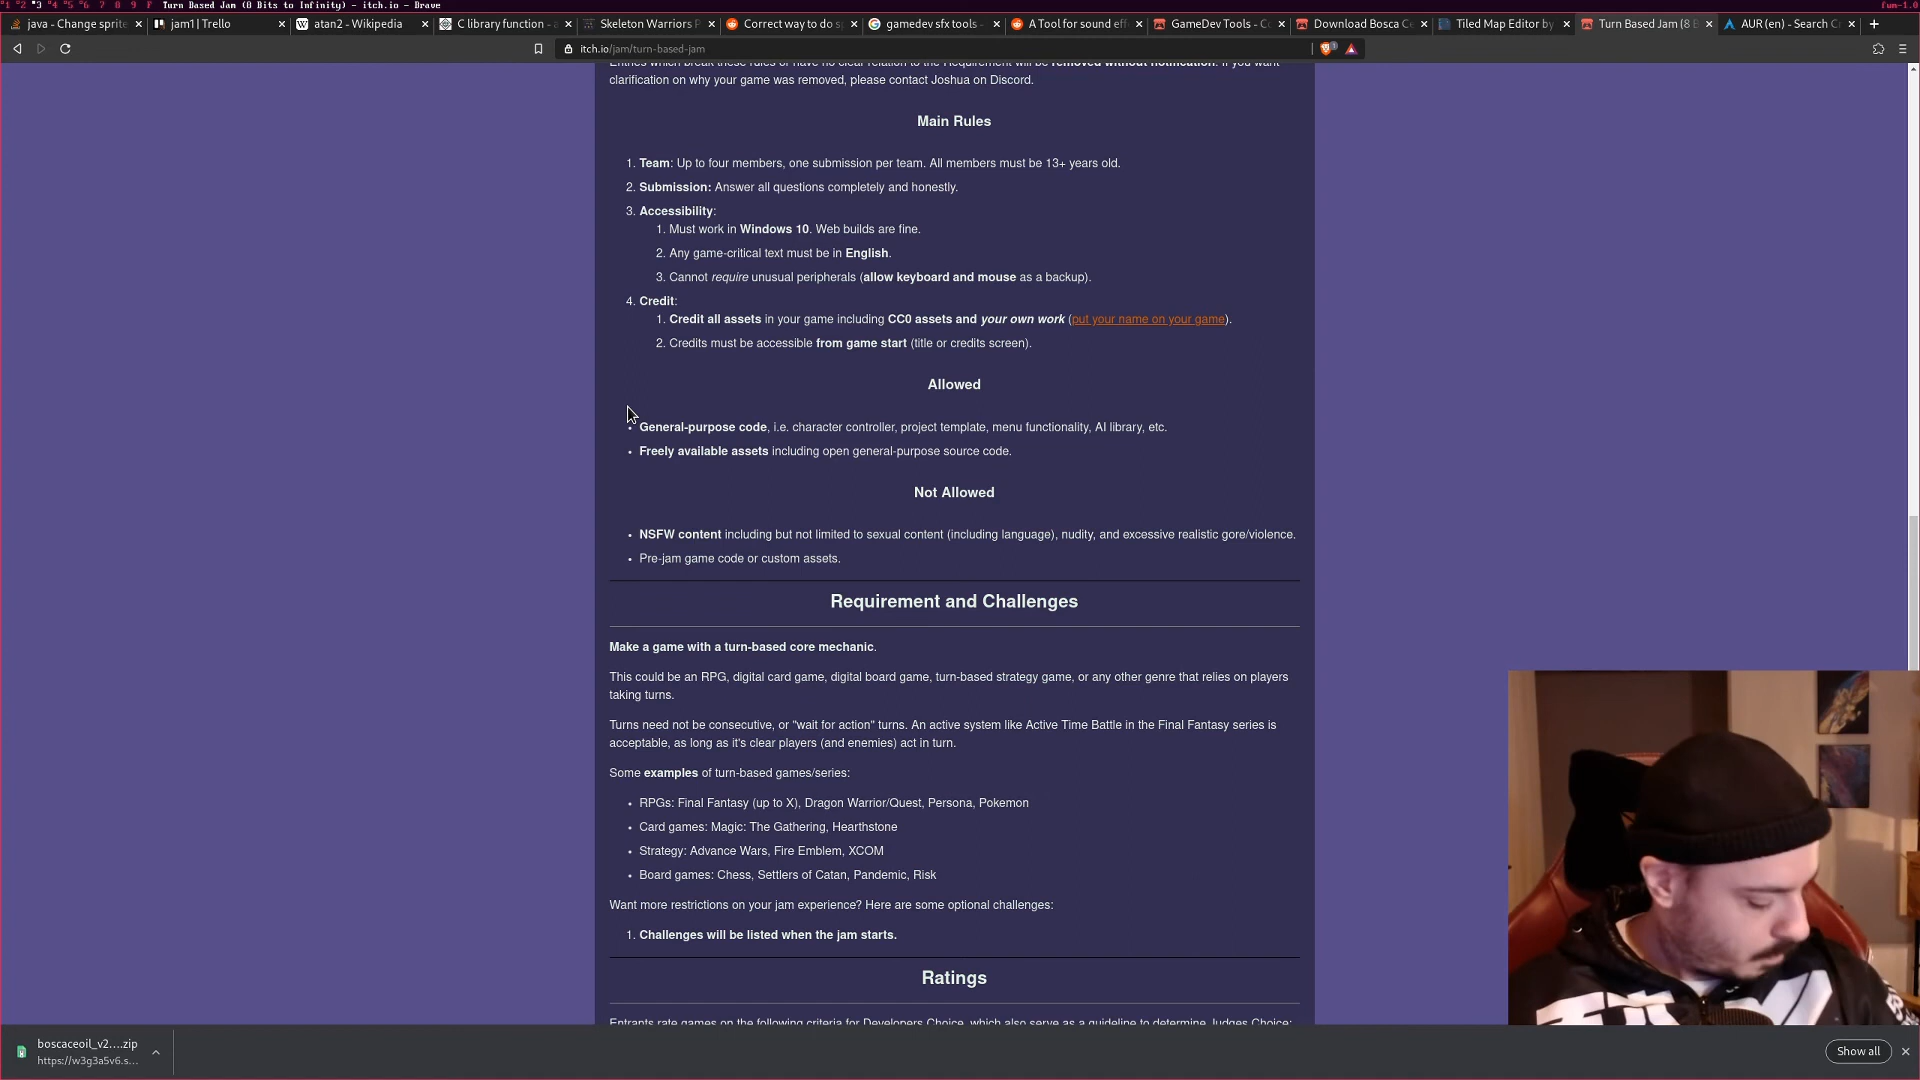 *1 *2 *3 *4 *5 *6 7 8 9 F Turn Based Jam (8 Bits to Infinity) - itch.io - Brave
fum-1.0
java - Change sprite
jam1 | Trello
atan2 - Wikipedia
C library function - a
Skeleton Warriors P
Correct way to do s
gamedev sfx tools -
A Tool for sound eff
GameDev Tools - Co
Download Bosca Ce
Tiled Map Editor by
Turn Based Jam (8 B
AUR (en) - Search C
itch.io/jam/turn-based-jam
Entries which break these rules or have no clear relation to the Requirement will be removed without notification. If you want
clarification on why your game was removed, please contact Joshua on Discord.
Main Rules
1. Team: Up to four members, one submission per team. All members must be 13+ years old.
2. Submission: Answer all questions completely and honestly.
3. Accessibility:
1. Must work in Windows 10. Web builds are fine.
2. Any game-critical text must be in English.
3. Cannot require unusual peripherals (allow keyboard and mouse as a backup).
4. Credit:
1. Credit all assets in your game including CC0 assets and your own work (put your name on your game).
2. Credits must be accessible from game start (title or credits screen).
Allowed
• General-purpose code, i.e. character controller, project template, menu functionality, AI library, etc.
• Freely available assets including open general-purpose source code.
Not Allowed
• NSFW content including but not limited to sexual content (including language), nudity, and excessive realistic gore/violence.
• Pre-jam game code or custom assets.
Requirement and Challenges
Make a game with a turn-based core mechanic.
This could be an RPG, digital card game, digital board game, turn-based strategy game, or any other genre that relies on players
taking turns.
Turns need not be consecutive, or "wait for action" turns. An active system like Active Time Battle in the Final Fantasy series is
acceptable, as long as it's clear players (and enemies) act in turn.
Some examples of turn-based games/series:
• RPGs: Final Fantasy (up to X), Dragon Warrior/Quest, Persona, Pokemon
• Card games: Magic: The Gathering, Hearthstone
• Strategy: Advance Wars, Fire Emblem, XCOM
• Board games: Chess, Settlers of Catan, Pandemic, Risk
Want more restrictions on your jam experience? Here are some optional challenges:
1. Challenges will be listed when the jam starts.
Ratings
Entrants rate games on the following criteria for Developers Choice, which also serve as a guideline to determine Judges Choice:
boscaceoil_v2....zip
https://w3g3a5v6.s...
Show all